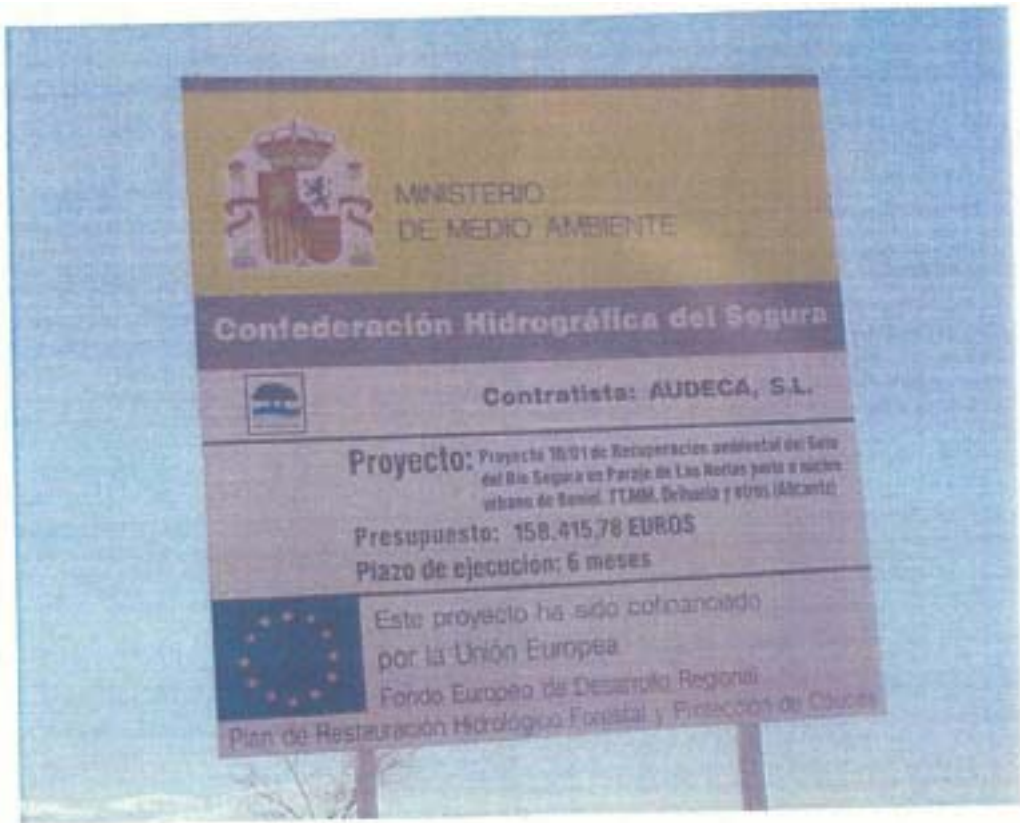 MINISTERIO
DE MEDIO AMBIENTE
Confederación Hidrográfica del Segura
Contratista: AUDECA, S.L.
Proyecto: Proyecto 10/01 de Recuperación ambiental del Soto
del Río Segura en Paraje de Las Norias junto a núcleo
urbano de TT.MM. Orihuela y otros (Alicante)
Presupuesto: 158.415,78 EUROS
Plazo de ejecución: 6 meses
Este proyecto ha sido cofinanciado
por la Unión Europea
Fondo Europeo de Desarrollo Regional
Plan de Restauración Hidrológico Forestal y Protección de Cauces